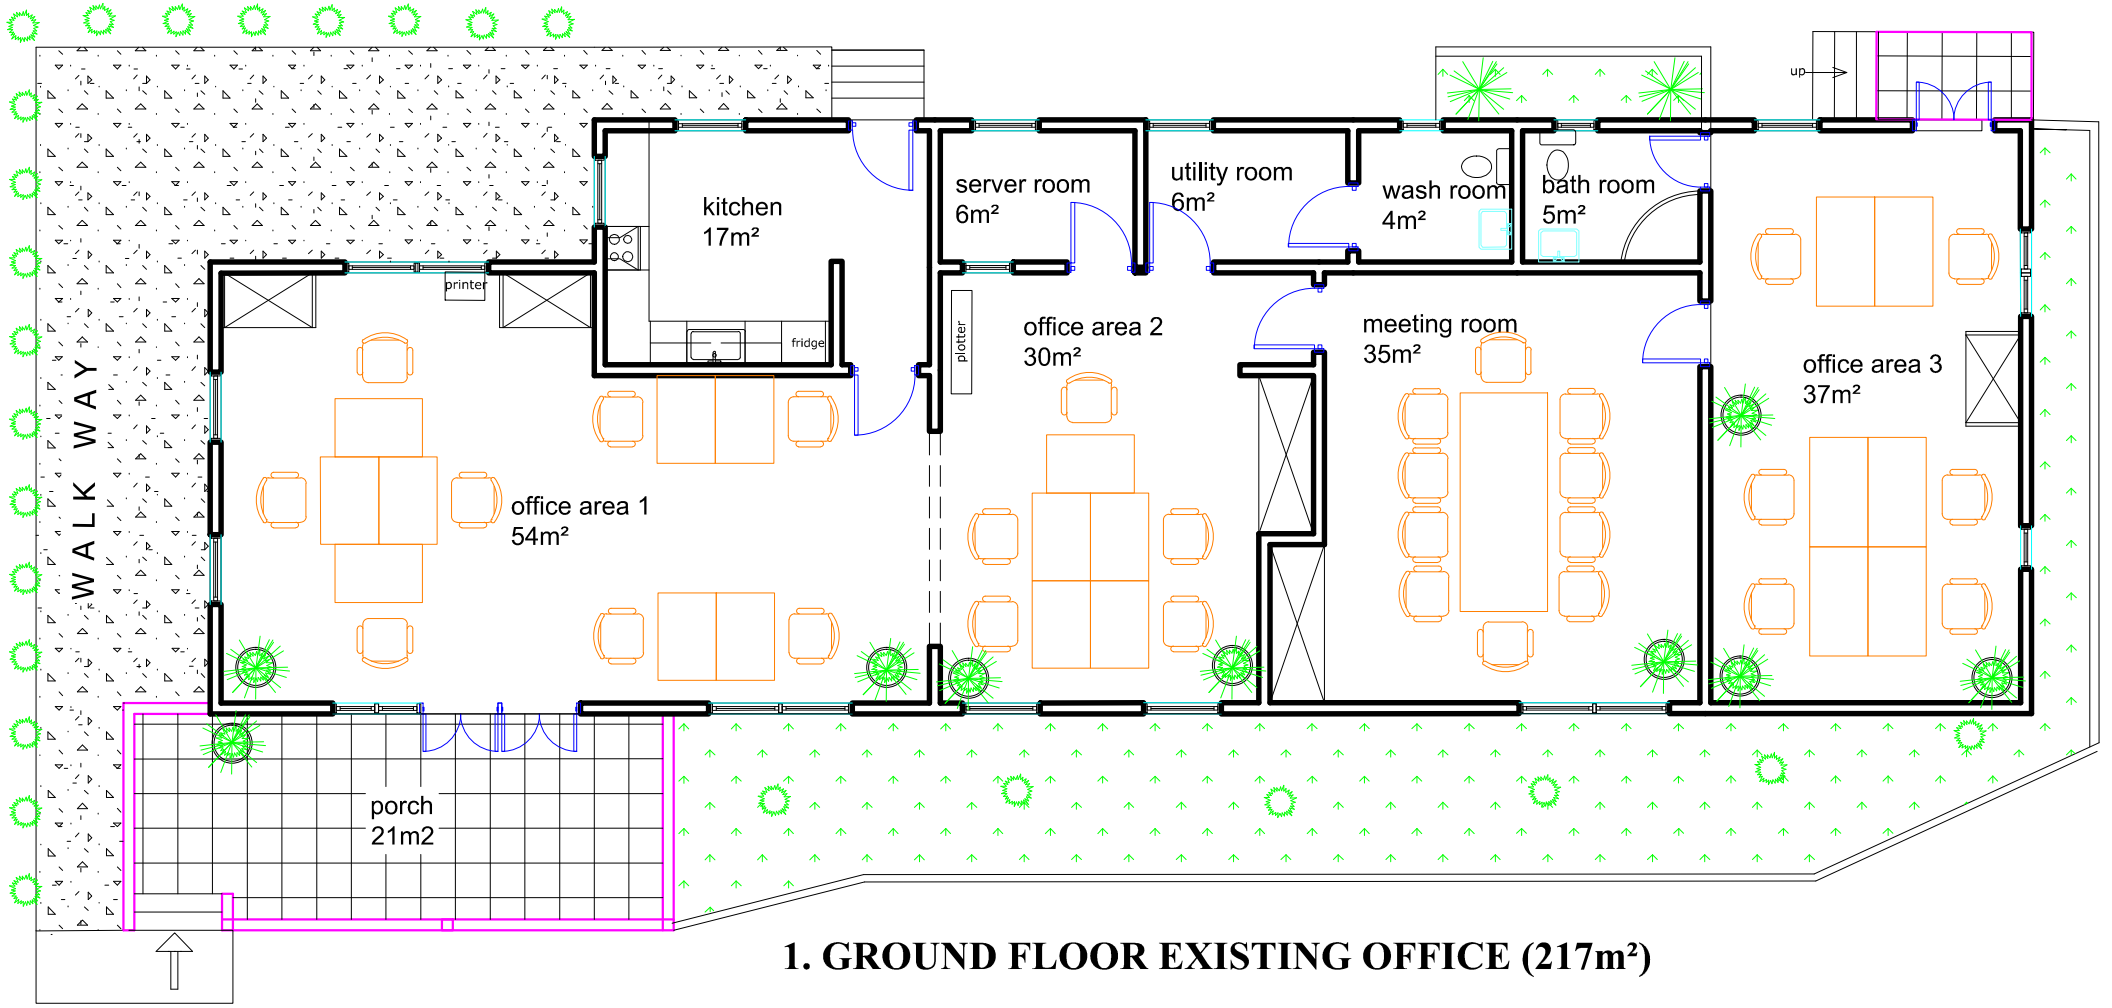 up
server room
6m²
utility room
6m²
wash room
4m²
bath room
5m²
kitchen
17m²
printer
plotter
fridge
office area 2
30m²
meeting room
35m²
office area 3
37m²
WALK WAY
office area 1
54m²
porch
21m2
1. GROUND FLOOR EXISTING OFFICE (217m²)